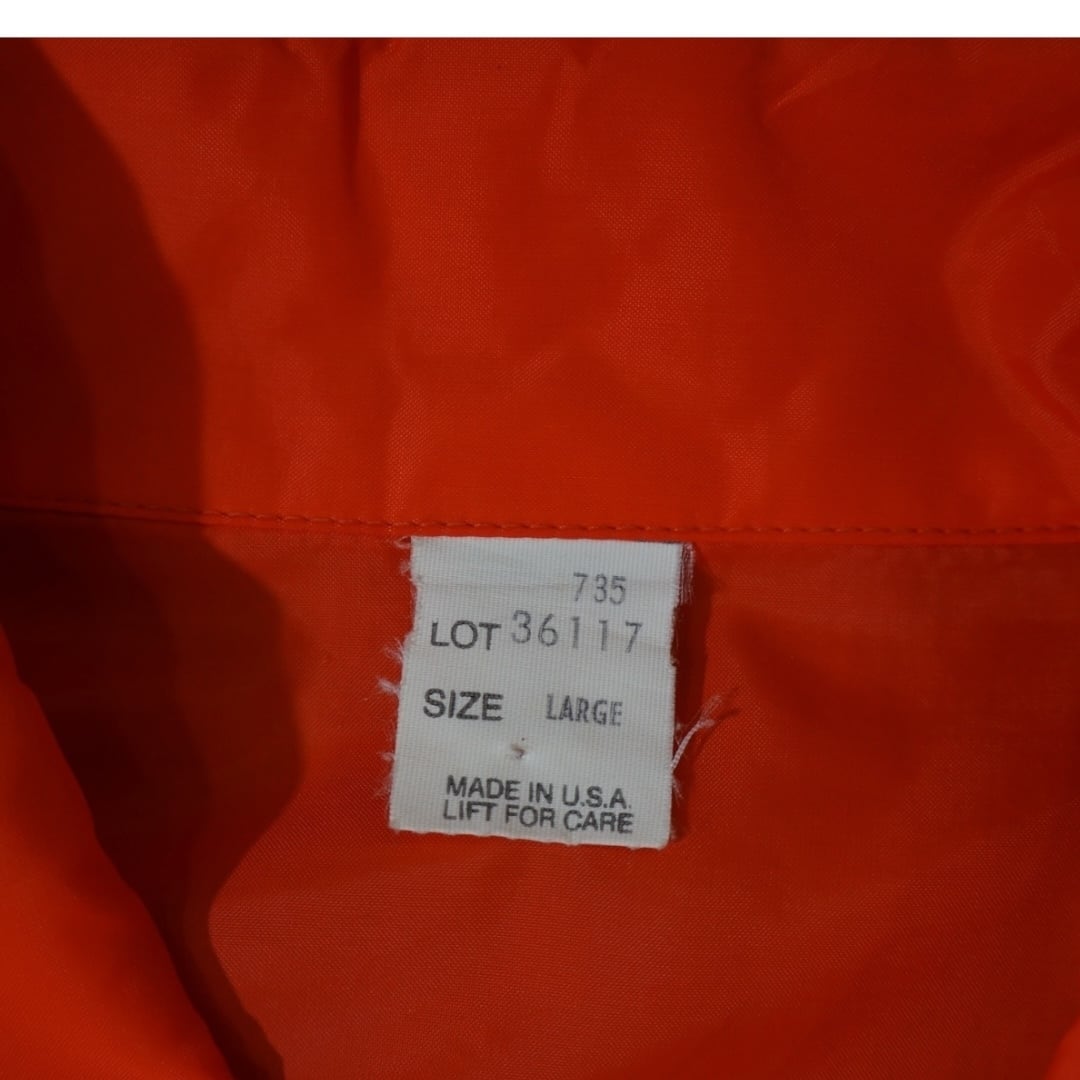 735
LOT 36117
SIZE LARGE
MADE IN U.S.A.
LIFT FOR CARE